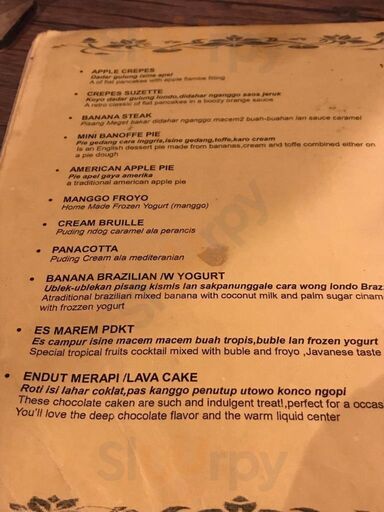 APPLE CREPES
Dadar gulung isine apel
A of flat pancakes with apple flambe filling
CREPES SUZETTE
Koyo dadar gulung londo,didahar nganggo saos jeruk
A retro classic of flat pancakes in a boozy orange sauce
BANANA STEAK
Pisang Meget bakar didahar nganggo macem2 buah-buahan lan sauce caramel
MINI BANOFFE PIE
Pie gedang cara inggris,isine gedang,toffe,karo cream
Is an English dessert pie made from bananas,cream and toffe combined either on
a pie dough
AMERICAN APPLE PIE
Pie apel gaya amerika
a traditional american apple pie
MANGGO FROYO
Home Made Frozen Yogurt (manggo)
CREAM BRUILLE
Puding ndog caramel ala perancis
PANACOTTA
Puding Cream ala mediteranian
BANANA BRAZILIAN /W YOGURT
Ublek-ublekan pisang kismis lan sakpanunggale cara wong londo Braz
Atraditional brazilian mixed banana with coconut milk and palm sugar cinam
with frozzen yogurt
ES MAREM PDKT
Es campur isine macem macem buah tropis,buble lan frozen yogurt
Special tropical fruits cocktail mixed with buble and froyo ,Javanese taste
ENDUT MERAPI /LAVA CAKE
Roti isi lahar coklat,pas kanggo penutup utowo konco ngopi
These chocolate caken are such and indulgent treat!,perfect for a occas
You'll love the deep chocolate flavor and the warm liquid center